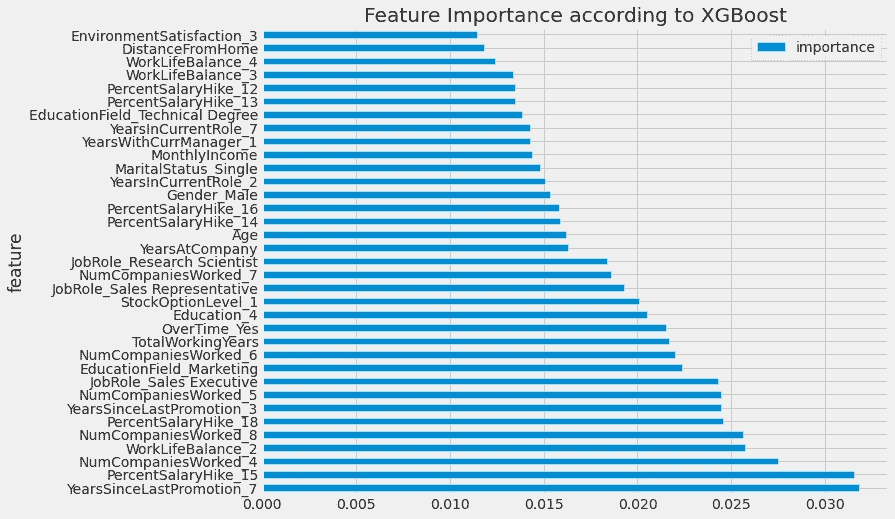 Feature Importance according to XGBoost
importance
feature
EnvironmentSatisfaction_3
DistanceFromHome
WorkLifeBalance_4
WorkLifeBalance_3
PercentSalaryHike_12
PercentSalaryHike_13
EducationField_Technical Degree
YearsInCurrentRole_7
YearsWithCurrManager_1
MonthlyIncome
MaritalStatus_Single
YearsInCurrentRole_2
Gender_Male
PercentSalaryHike_16
PercentSalaryHike_14
Age
YearsAtCompany
JobRole_Research Scientist
NumCompaniesWorked_7
JobRole_Sales Representative
StockOptionLevel_1
Education_4
OverTime_Yes
TotalWorkingYears
NumCompaniesWorked_6
EducationField_Marketing
JobRole_Sales Executive
NumCompaniesWorked_5
YearsSinceLastPromotion_3
PercentSalaryHike_18
NumCompaniesWorked_8
WorkLifeBalance_2
NumCompaniesWorked_4
PercentSalaryHike_15
YearsSinceLastPromotion_7
0.000 0.005 0.010 0.015 0.020 0.025 0.030